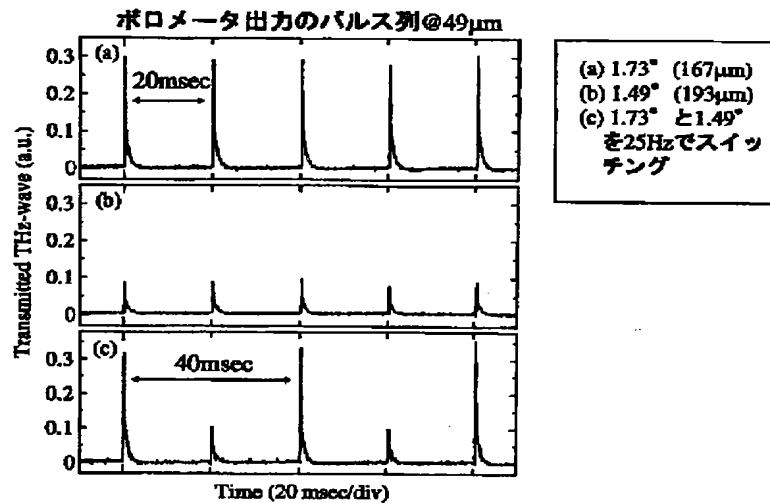 ボロメータ出力のパルス列@49μm
(a)
0.3
0.2
0.1
0
20msec
(b)
0.3
0.2
0.1
0
(c)
0.3
0.2
0.1
0
40msec
Transmitted THz-wave (a.u.)
Time (20 msec/div)
(a) 1.73° (167μm)
(b) 1.49° (193μm)
(c) 1.73° と1.49°
を25Hzでスイッ
チング